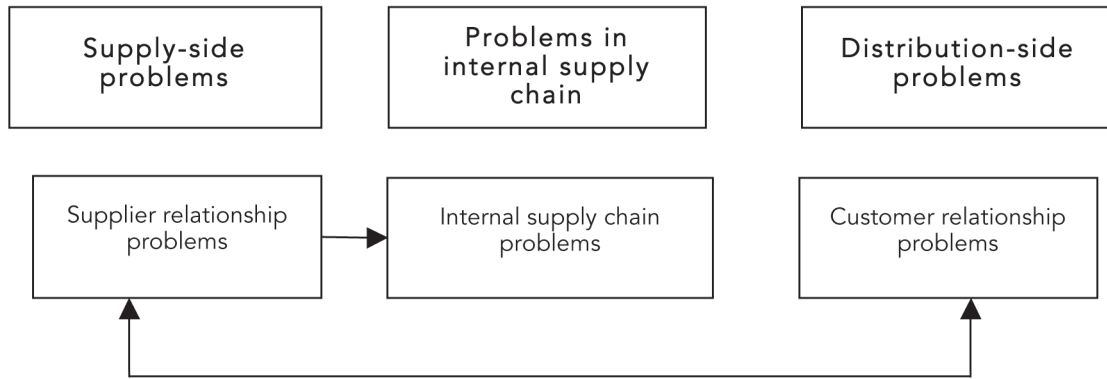 Supply-side
problems
Problems in
internal supply
chain
Distribution-side
problems
Supplier relationship
problems
Internal supply chain
problems
Customer relationship
problems